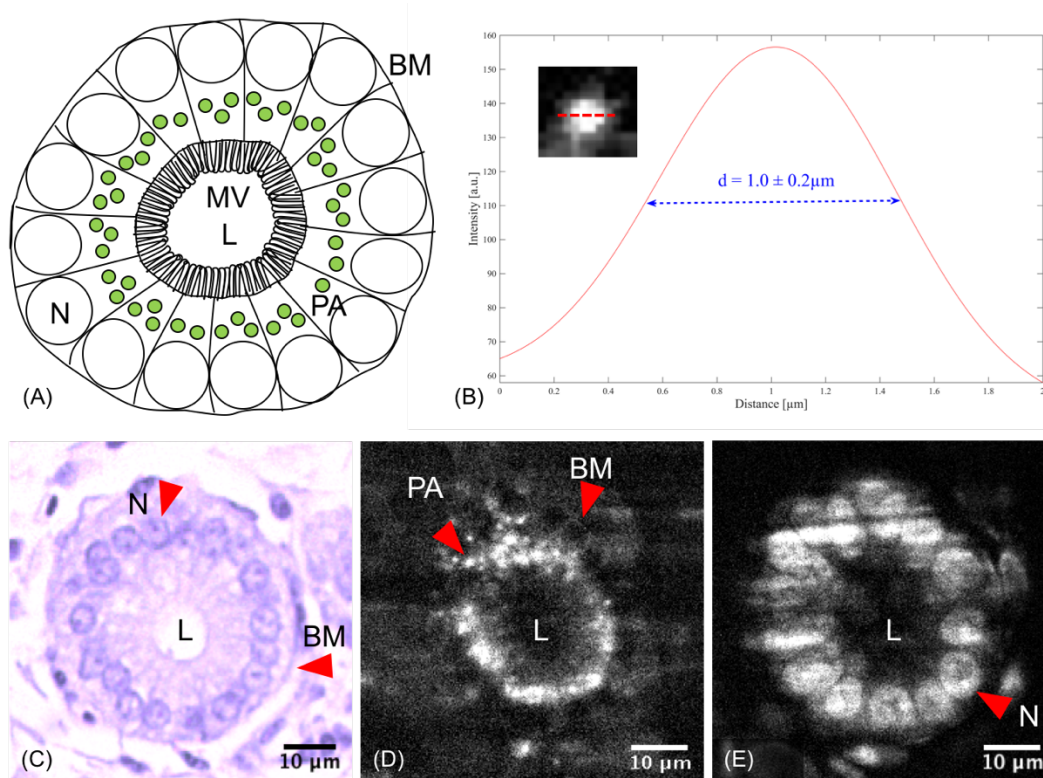 BM
MV
L
N
PA
(A)
160
150
140
130
120
110
100
90
80
70
60
Intensity [a.u.]
d = 1.0 ± 0.2μm
0
0.2
0.4
0.6
0.8
1
1.2
1.4
1.6
1.8
2
Distance [μm]
(B)
N
L
BM
(C)
10 μm
PA
BM
L
(D)
10 μm
L
N
(E)
10 μm